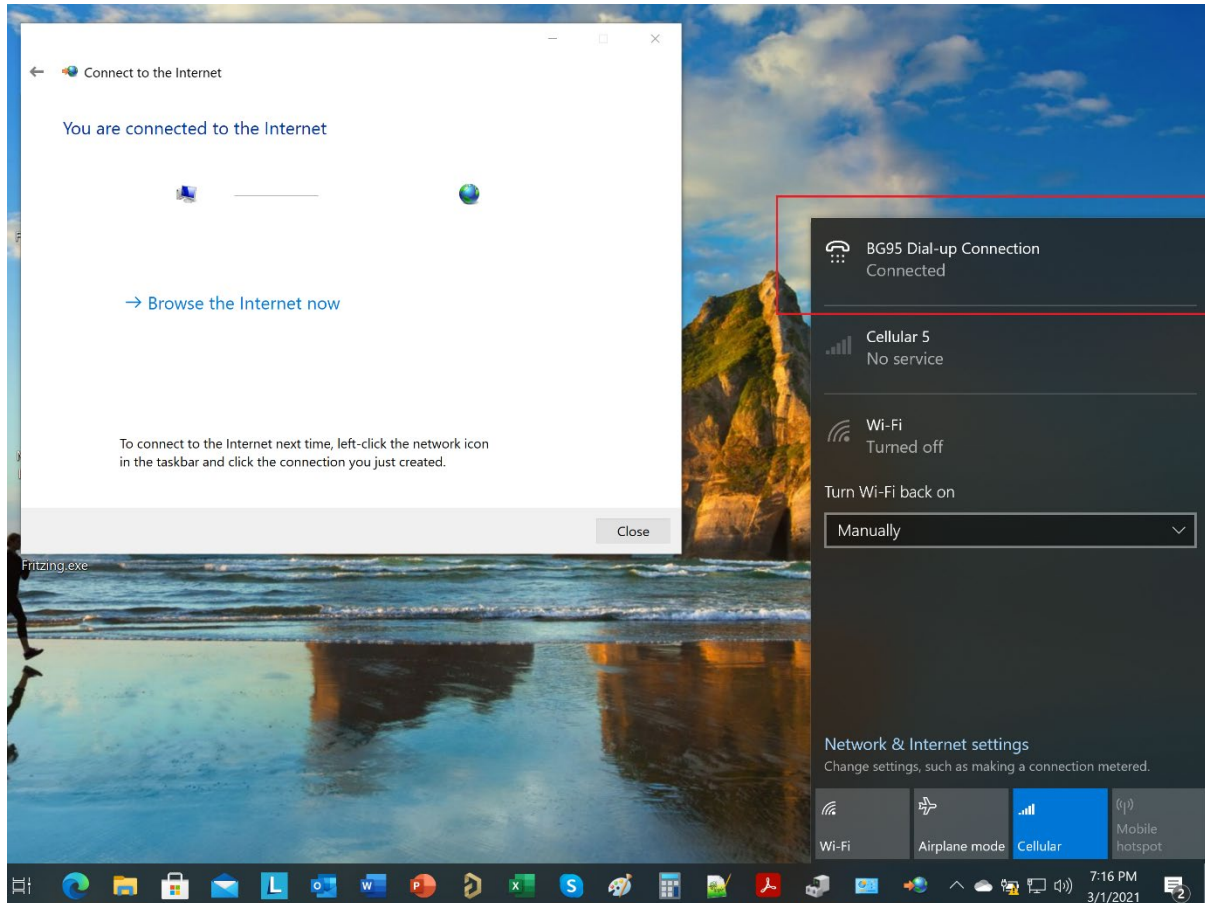 Connect to the Internet
You are connected to the Internet
→ Browse the Internet now
To connect to the Internet next time, left-click the network icon
in the taskbar and click the connection you just created.
Close
Fritzing.exe
BG95 Dial-up Connection
Connected
Cellular 5
No service
Wi-Fi
Turned off
Turn Wi-Fi back on
Manually
Network & Internet settings
Change settings, such as making a connection metered.
Wi-Fi
Airplane mode
Cellular
Mobile
hotspot
7:16 PM
3/1/2021
2